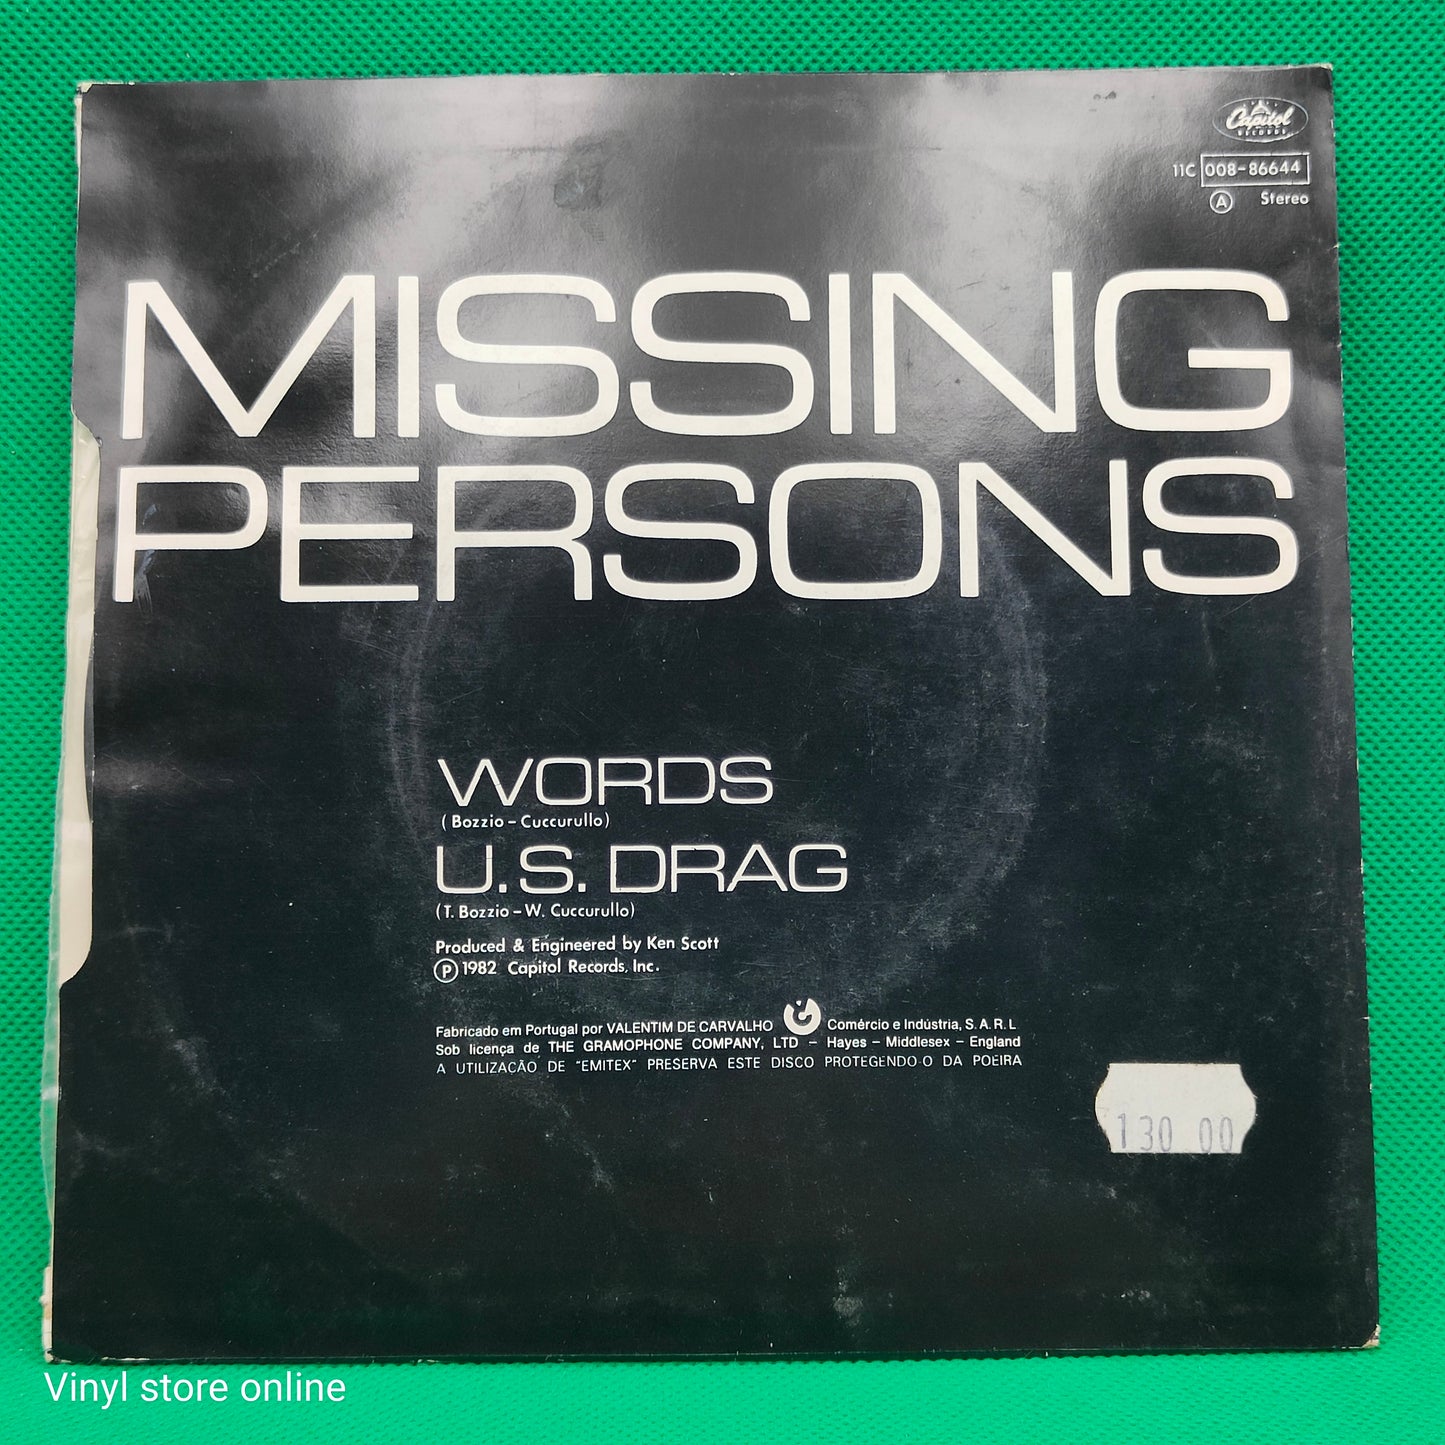 Capitol
RECORDS
11C 008-86644
A Stereo
MISSING
PERSONS
WORDS
( Bozzio - Cuccurullo)
U.S. DRAG
(T. Bozzio - W. Cuccurullo)
Produced & Engineered by Ken Scott
Ⓟ 1982 Capitol Records, Inc.
Fabricado em Portugal por VALENTIM DE CARVALHO Comércio e Indústria, S.A.R.L
Sob licença de THE GRAMOPHONE COMPANY, LTD - Hayes - Middlesex - England
A UTILIZAÇÃO DE "EMITEX" PRESERVA ESTE DISCO PROTEGENDO-O DA POEIRA
130 00
Vinyl store online